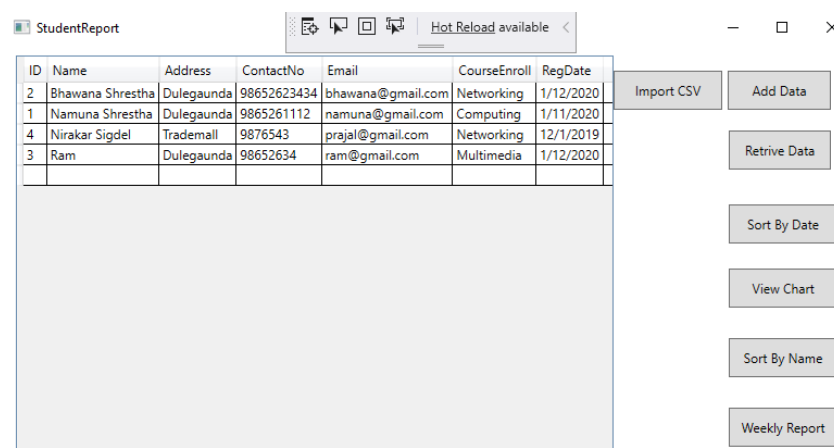 StudentReport
Hot Reload available
ID Name Address ContactNo Email CourseEnroll RegDate
2 Bhawana Shrestha Dulegaunda 98652623434 bhawana@gmail.com Networking 1/12/2020
1 Namuna Shrestha Dulegaunda 9865261112 namuna@gmail.com Computing 1/11/2020
4 Nirakar Sigdel Trademall 9876543 prajal@gmail.com Networking 12/1/2019
3 Ram Dulegaunda 98652634 ram@gmail.com Multimedia 1/12/2020
Import CSV
Add Data
Retrive Data
Sort By Date
View Chart
Sort By Name
Weekly Report